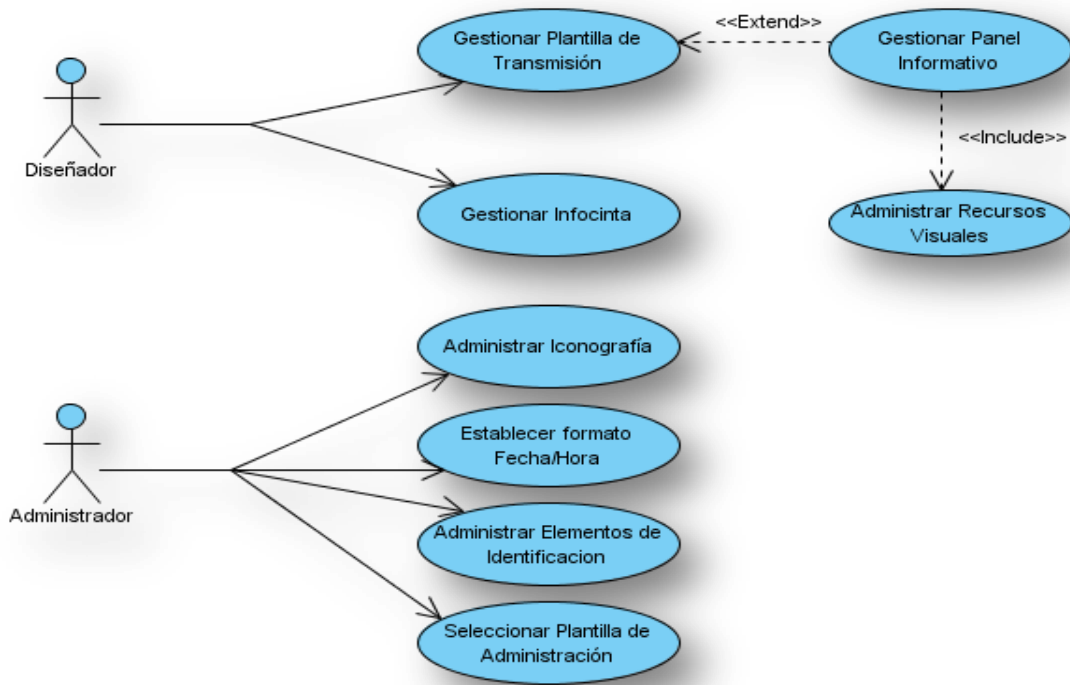 Gestionar Plantilla de
Transmisión
<<Extend>>
Gestionar Panel
Informativo
Diseñador
<<Include>>
Gestionar Infocinta
Administrar Recursos
Visuales
Administrar Iconografía
Establecer formato
Fecha/Hora
Administrador
Administrar Elementos de
Identificacion
Seleccionar Plantilla de
Administración